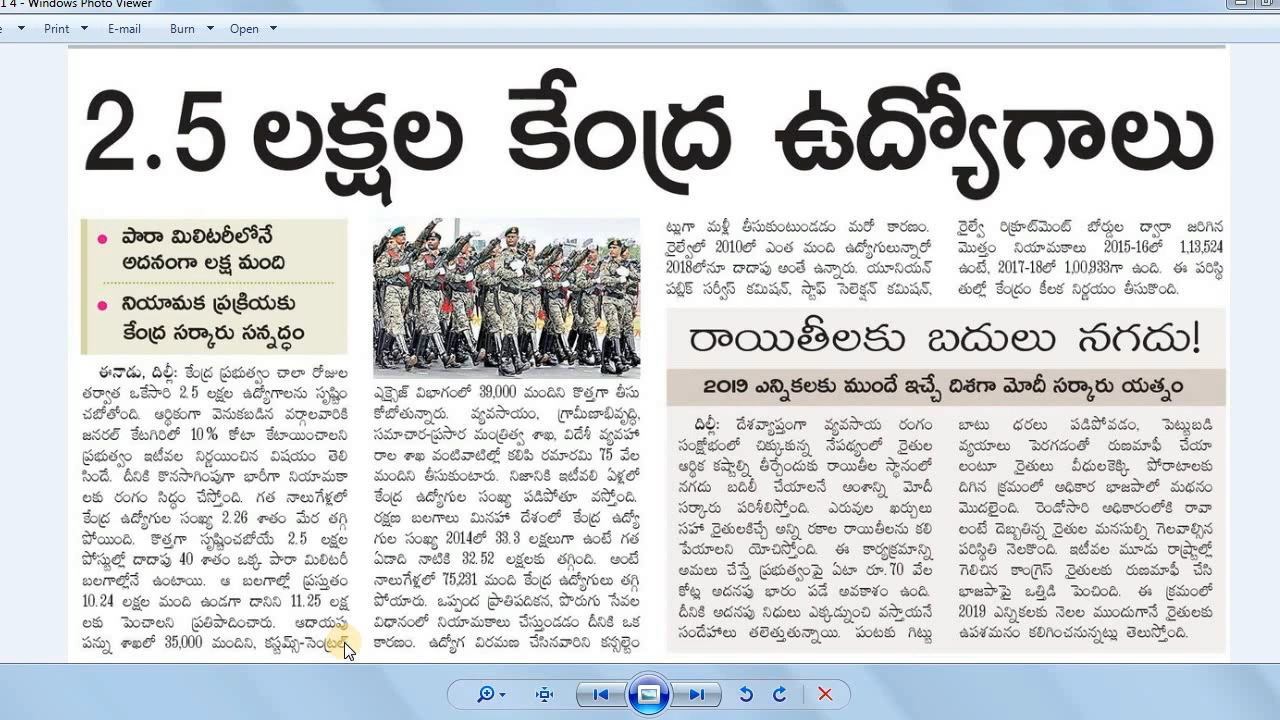 1 4 - Windows Photo Viewer
Print
E-mail
Burn
Open
2.5 లక్షల కేంద్ర ఉద్యోగాలు
పారా మిలిటరీలోనే
అదనంగా లక్ష మంది
నియామక ప్రక్రియకు
కేంద్ర సర్కారు సన్నద్ధం
ఈనాడు, దిల్లీ: కేంద్ర ప్రభుత్వం చాలా రోజుల
తర్వాత ఒకేసారి 2.5 లక్షల ఉద్యోగాలను సృష్టిం
చబోతోంది. ఆర్థికంగా వెనుకబడిన వర్గాలవారికి
జనరల్ కేటగిరిలో 10% కోటా కేటాయించాలని
ప్రభుత్వం ఇటీవల నిర్ణయించిన విషయం తెలి
సిందే. దీనికి కొనసాగింపుగా భారీగా నియామకా
లకు రంగం సిద్ధం చేస్తోంది. గత నాలుగేళ్లలో
కేంద్ర ఉద్యోగుల సంఖ్య 2.26 శాతం మేర తగ్గి
పోయింది. కొత్తగా సృష్టించబోయే 2.5 లక్షల
పోస్టుల్లో దాదాపు 40 శాతం ఒక్క పారా మిలిటరీ
బలగాల్లోనే ఉంటాయి. ఆ బలగాల్లో ప్రస్తుతం
10.24 లక్షల మంది ఉండగా దానిని 11.25 లక్ష
లకు పెంచాలని ప్రతిపాదించారు. ఆదాయపు
పన్ను శాఖలో 35,000 మందిని, కస్టమ్స్-సెంట్రల్
ఎక్సైజ్ విభాగంలో 39,000 మందిని కొత్తగా తీసు
కోబోతున్నారు. వ్యవసాయం, గ్రామీణాభివృద్ధి,
సమాచార-ప్రసార మంత్రిత్వ శాఖ, విదేశీ వ్యవహా
రాల శాఖ వంటివాటిల్లో కలిపి రమారమి 75 వేల
మందిని తీసుకుంటారు. నిజానికి ఇటీవలి ఏళ్లలో
కేంద్ర ఉద్యోగుల సంఖ్య పడిపోతూ వస్తోంది.
రక్షణ బలగాలు మినహా దేశంలో కేంద్ర ఉద్యో
గుల సంఖ్య 2014లో 33.3 లక్షలుగా ఉంటే గత
ఏడాది నాటికి 32.52 లక్షలకు తగ్గింది. అంటే
నాలుగేళ్లలో 75,231 మంది కేంద్ర ఉద్యోగులు తగ్గి
పోయారు. ఒప్పంద ప్రాతిపదికన, పొరుగు సేవల
విధానంలో నియామకాలు చేస్తుండడం దీనికి ఒక
కారణం. ఉద్యోగ విరమణ చేసినవారిని కన్సల్టెం
ట్లుగా మళ్లీ తీసుకుంటుండడం మరో కారణం.
రైల్వేలో 2010లో ఎంత మంది ఉద్యోగులున్నారో
2018లోనూ దాదాపు అంతే ఉన్నారు. యూనియన్
పబ్లిక్ సర్వీస్ కమిషన్, స్టాఫ్ సెలెక్షన్ కమిషన్,
రైల్వే రిక్రూట్‌మెంట్ బోర్డుల ద్వారా జరిగిన
మొత్తం నియామకాలు 2015-16లో 1,13,524
ఉంటే, 2017-18లో 1,00,933గా ఉంది. ఈ పరిస్థి
తుల్లో కేంద్రం కీలక నిర్ణయం తీసుకొంది.
రాయితీలకు బదులు నగదు!
2019 ఎన్నికలకు ముందే ఇచ్చే దిశగా మోదీ సర్కారు యత్నం
దిల్లీ: దేశవ్యాప్తంగా వ్యవసాయ రంగం
సంక్షోభంలో చిక్కుకున్న నేపథ్యంలో రైతుల
ఆర్థిక కష్టాల్ని తీర్చేందుకు రాయితీల స్థానంలో
నగదు బదిలీ చేయాలనే అంశాన్ని మోదీ
సర్కారు పరిశీలిస్తోంది. ఎరువుల ఖర్చులు
సహా రైతులకిచ్చే అన్ని రకాల రాయితీలను కలి
పేయాలని యోచిస్తోంది. ఈ కార్యక్రమాన్ని
అమలు చేస్తే ప్రభుత్వంపై ఏటా రూ.70 వేల
కోట్ల అదనపు భారం పడే అవకాశం ఉంది.
దీనికి అదనపు నిధులు ఎక్కడ్నుంచి వస్తాయనే
సందేహాలు తలెత్తుతున్నాయి. పంటకు గిట్టు
బాటు ధరలు పడిపోవడం, పెట్టుబడి
వ్యయాలు పెరగడంతో రుణమాఫీ చేయా
లంటూ రైతులు వీధులకెక్కి పోరాటాలకు
దిగిన క్రమంలో అధికార భాజపాలో మథనం
మొదలైంది. రెండోసారి అధికారంలోకి రావా
లంటే దెబ్బతిన్న రైతుల మనసుల్ని గెలవాల్సిన
పరిస్థితి నెలకొంది. ఇటీవల మూడు రాష్ట్రాల్లో
గెలిచిన కాంగ్రెస్ రైతులకు రుణమాఫీ చేసి
భాజపాపై ఒత్తిడి పెంచింది. ఈ క్రమంలో
2019 ఎన్నికలకు నెలల ముందుగానే రైతులకు
ఉపశమనం కలిగించనున్నట్లు తెలుస్తోంది.